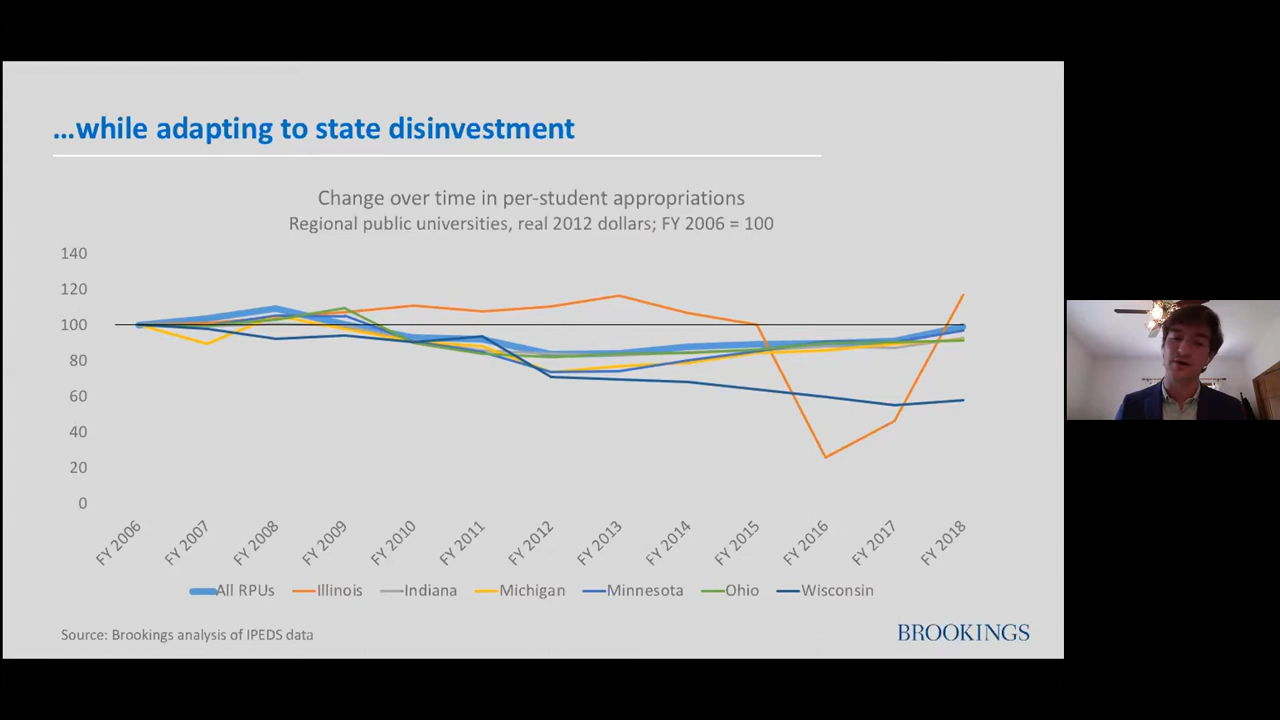 ...while adapting to state disinvestment
Change over time in per-student appropriations
Regional public universities, real 2012 dollars; FY 2006 = 100
140
120
100
80
60
40
20
0
FY 2006
FY 2007
FY 2008
FY 2009
FY 2010
FY 2011
FY 2012
FY 2013
FY 2014
FY 2015
FY 2016
FY 2017
FY 2018
All RPUs Illinois Indiana Michigan Minnesota Ohio Wisconsin
Source: Brookings analysis of IPEDS data
BROOKINGS